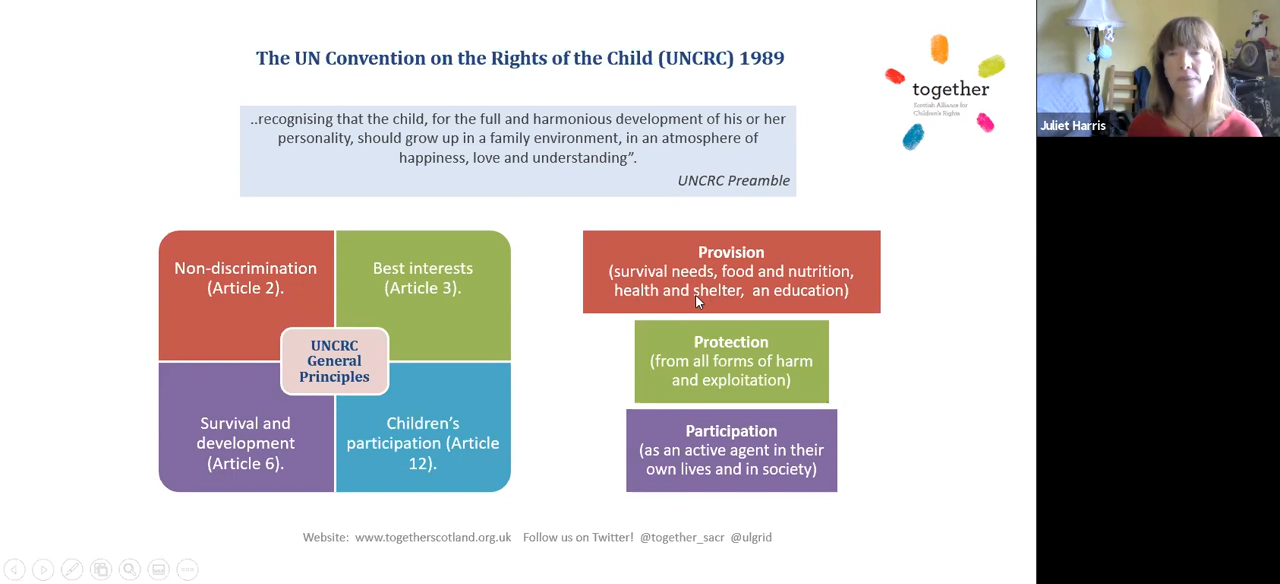 The UN Convention on the Rights of the Child (UNCRC) 1989
together
Scottish Alliance for
Children's Rights
Juliet Harris
..recognising that the child, for the full and harmonious development of his or her
personality, should grow up in a family environment, in an atmosphere of
happiness, love and understanding”.
UNCRC Preamble
Non-discrimination
(Article 2).
Best interests
(Article 3).
UNCRC
General
Principles
Survival and
development
(Article 6).
Children’s
participation (Article
12).
Provision
(survival needs, food and nutrition,
health and shelter, an education)
Protection
(from all forms of harm
and exploitation)
Participation
(as an active agent in their
own lives and in society)
Website: www.togetherscotland.org.uk Follow us on Twitter! @together_sacr @ulgrid